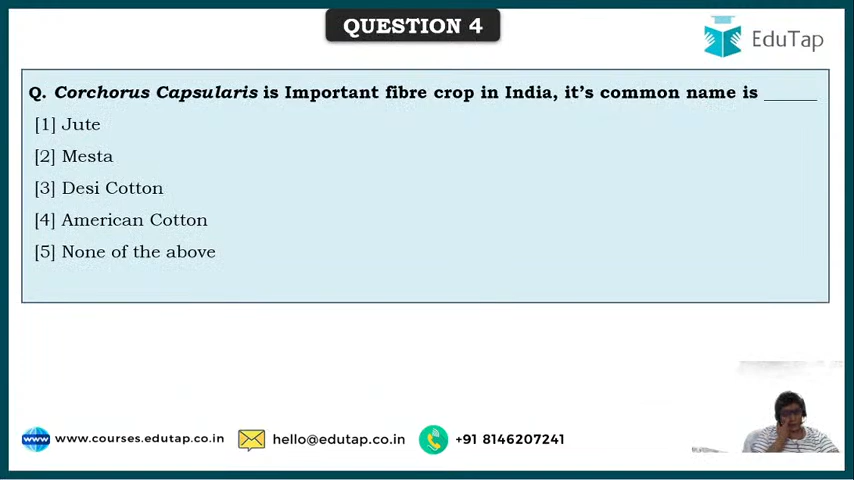 QUESTION 4
EduTap
Q. Corchorus Capsularis is Important fibre crop in India, it's common name is ______
[1] Jute
[2] Mesta
[3] Desi Cotton
[4] American Cotton
[5] None of the above
www www.courses.edutap.co.in hello@edutap.co.in +91 8146207241